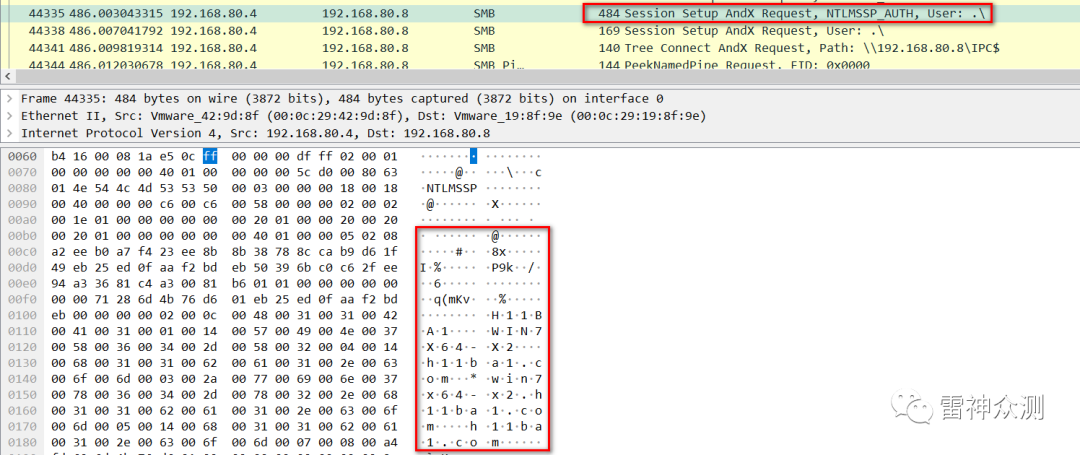 44335 486.003043315 192.168.80.4 192.168.80.8 SMB 484 Session Setup AndX Request, NTLMSSP_AUTH, User: .\
44338 486.007041792 192.168.80.4 192.168.80.8 SMB 169 Session Setup AndX Request, User: .\
44341 486.009819314 192.168.80.4 192.168.80.8 SMB 140 Tree Connect AndX Request, Path: \\192.168.80.8\IPC$
44344 486.012030678 192.168.80.4 192.168.80.8 SMB Pi… 144 PeekNamedPipe Request, FID: 0x0000
Frame 44335: 484 bytes on wire (3872 bits), 484 bytes captured (3872 bits) on interface 0
Ethernet II, Src: Vmware_42:9d:8f (00:0c:29:42:9d:8f), Dst: Vmware_19:8f:9e (00:0c:29:19:8f:9e)
Internet Protocol Version 4, Src: 192.168.80.4, Dst: 192.168.80.8
0060 b4 16 00 08 1a e5 0c ff 00 00 00 df ff 02 00 01 ········ ········
0070 00 00 00 00 00 40 01 00 00 00 00 5c d0 00 80 63 ·····@·· ···\···c
0080 01 4e 54 4c 4d 53 53 50 00 03 00 00 00 18 00 18 ·NTLMSSP ········
0090 00 40 00 00 00 c6 00 c6 00 58 00 00 00 02 00 02 ·@······ ·X······
00a0 00 1e 01 00 00 00 00 00 00 20 01 00 00 20 00 20 ········ · ··· ·
00b0 00 20 01 00 00 00 00 00 00 40 01 00 00 05 02 08 · ······ ·@······
00c0 a2 ee b0 a7 f4 23 ee 8b 8b 38 78 8c ca b9 d6 1f ·····#·· ·8x·····
00d0 49 eb 25 ed 0f aa f2 bd eb 50 39 6b c0 c6 2f ee I·%····· ·P9k··/·
00e0 94 a3 36 81 c4 a3 00 81 b6 01 01 00 00 00 00 00 ··6····· ········
00f0 00 00 71 28 6d 4b 76 d6 01 eb 25 ed 0f aa f2 bd ··q(mKv· ··%·····
0100 eb 00 00 00 00 02 00 0c 00 48 00 31 00 31 00 42 ········ ·H·1·1·B
0110 00 41 00 31 00 01 00 14 00 57 00 49 00 4e 00 37 ·A·1···· ·W·I·N·7
0120 00 58 00 36 00 34 00 2d 00 58 00 32 00 04 00 14 ·X·6·4·- ·X·2····
0130 00 68 00 31 00 31 00 62 00 61 00 31 00 2e 00 63 ·h·1·1·b ·a·1·.·c
0140 00 6f 00 6d 00 03 00 2a 00 77 00 69 00 6e 00 37 ·o·m···* ·w·i·n·7
0150 00 78 00 36 00 34 00 2d 00 78 00 32 00 2e 00 68 ·x·6·4·- ·x·2·.·h
0160 00 31 00 31 00 62 00 61 00 31 00 2e 00 63 00 6f ·1·1·b·a ·1·.·c·o
0170 00 6d 00 05 00 14 00 68 00 31 00 31 00 62 00 61 ·m·····h ·1·1·b·a
0180 00 31 00 2e 00 63 00 6f 00 6d 00 07 00 08 00 a4 ·1·.·c·o ·m······
雷神众测